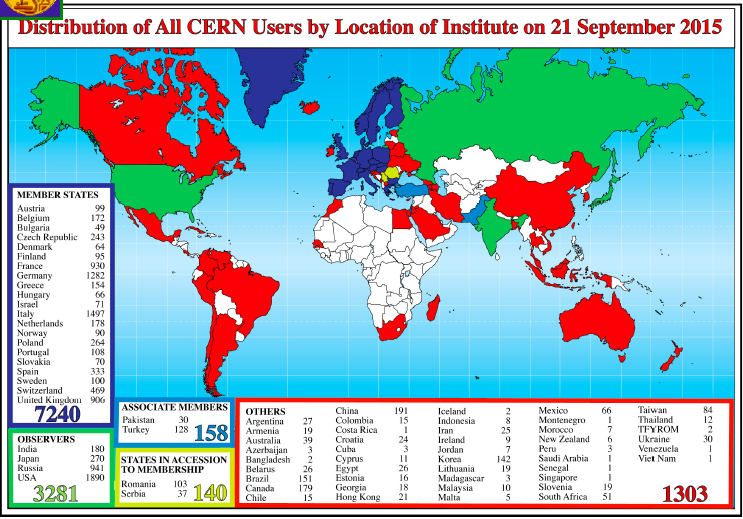 Distribution of All CERN Users by Location of Institute on 21 September 2015
MEMBER STATES
Austria 99
Belgium 172
Bulgaria 49
Czech Republic 243
Denmark 64
Finland 95
France 930
Germany 1282
Greece 154
Hungary 66
Israel 71
Italy 1497
Netherlands 178
Norway 90
Poland 264
Portugal 108
Slovakia 70
Spain 333
Sweden 100
Switzerland 469
United Kingdom 906
7240
OBSERVERS
India 180
Japan 270
Russia 941
USA 1890
3281
ASSOCIATE MEMBERS
Pakistan 30
Turkey 128
158
STATES IN ACCESSION
TO MEMBERSHIP
Romania 103
Serbia 37
140
OTHERS
Argentina 27
Armenia 19
Australia 39
Azerbaijan 3
Bangladesh 2
Belarus 26
Brazil 151
Canada 179
Chile 15
China 191
Colombia 15
Costa Rica 1
Croatia 24
Cuba 3
Cyprus 11
Egypt 26
Estonia 16
Georgia 18
Hong Kong 21
Iceland 2
Indonesia 8
Iran 25
Ireland 9
Jordan 7
Korea 142
Lithuania 19
Madagascar 3
Malaysia 10
Malta 5
Mexico 66
Montenegro 1
Morocco 7
New Zealand 6
Peru 3
Saudi Arabia 1
Senegal 1
Singapore 1
Slovenia 19
South Africa 51
Taiwan 84
Thailand 12
TFYROM 2
Ukraine 30
Venezuela 1
Viet Nam 1
1303